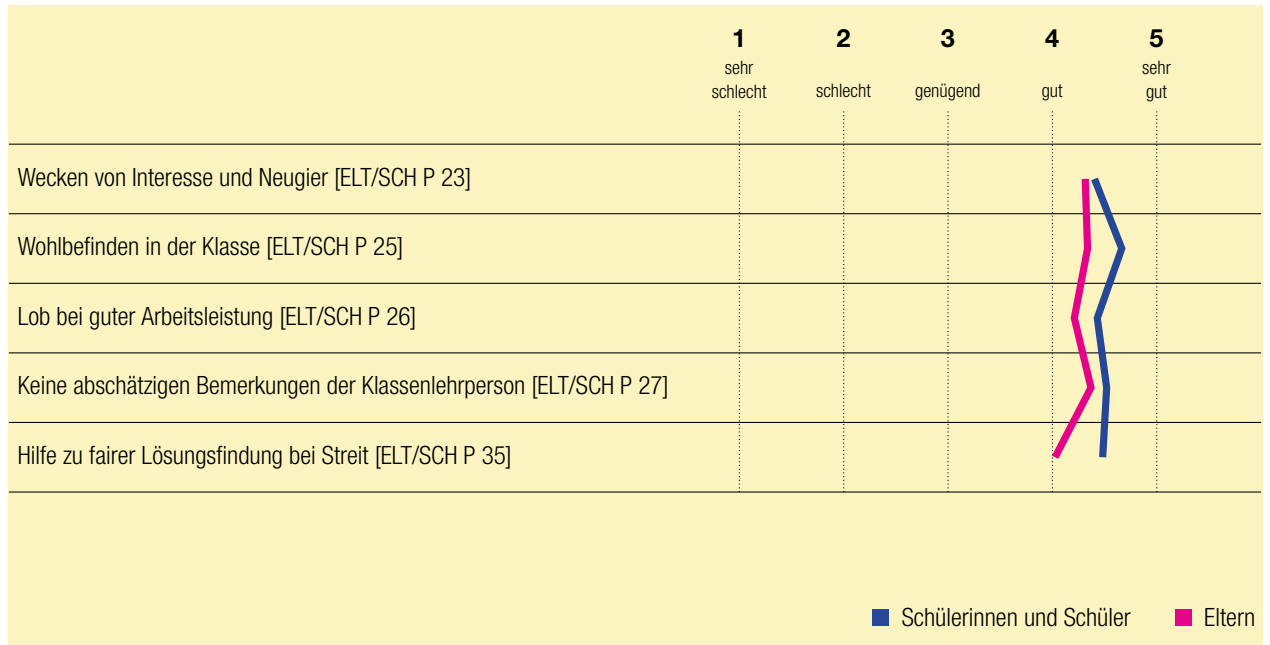 1 2 3 4 5
sehr schlecht schlecht genügend gut sehr gut
Wecken von Interesse und Neugier [ELT/SCH P 23]
Wohlbefinden in der Klasse [ELT/SCH P 25]
Lob bei guter Arbeitsleistung [ELT/SCH P 26]
Keine abschätzigen Bemerkungen der Klassenlehrperson [ELT/SCH P 27]
Hilfe zu fairer Lösungsfindung bei Streit [ELT/SCH P 35]
Schülerinnen und Schüler Eltern